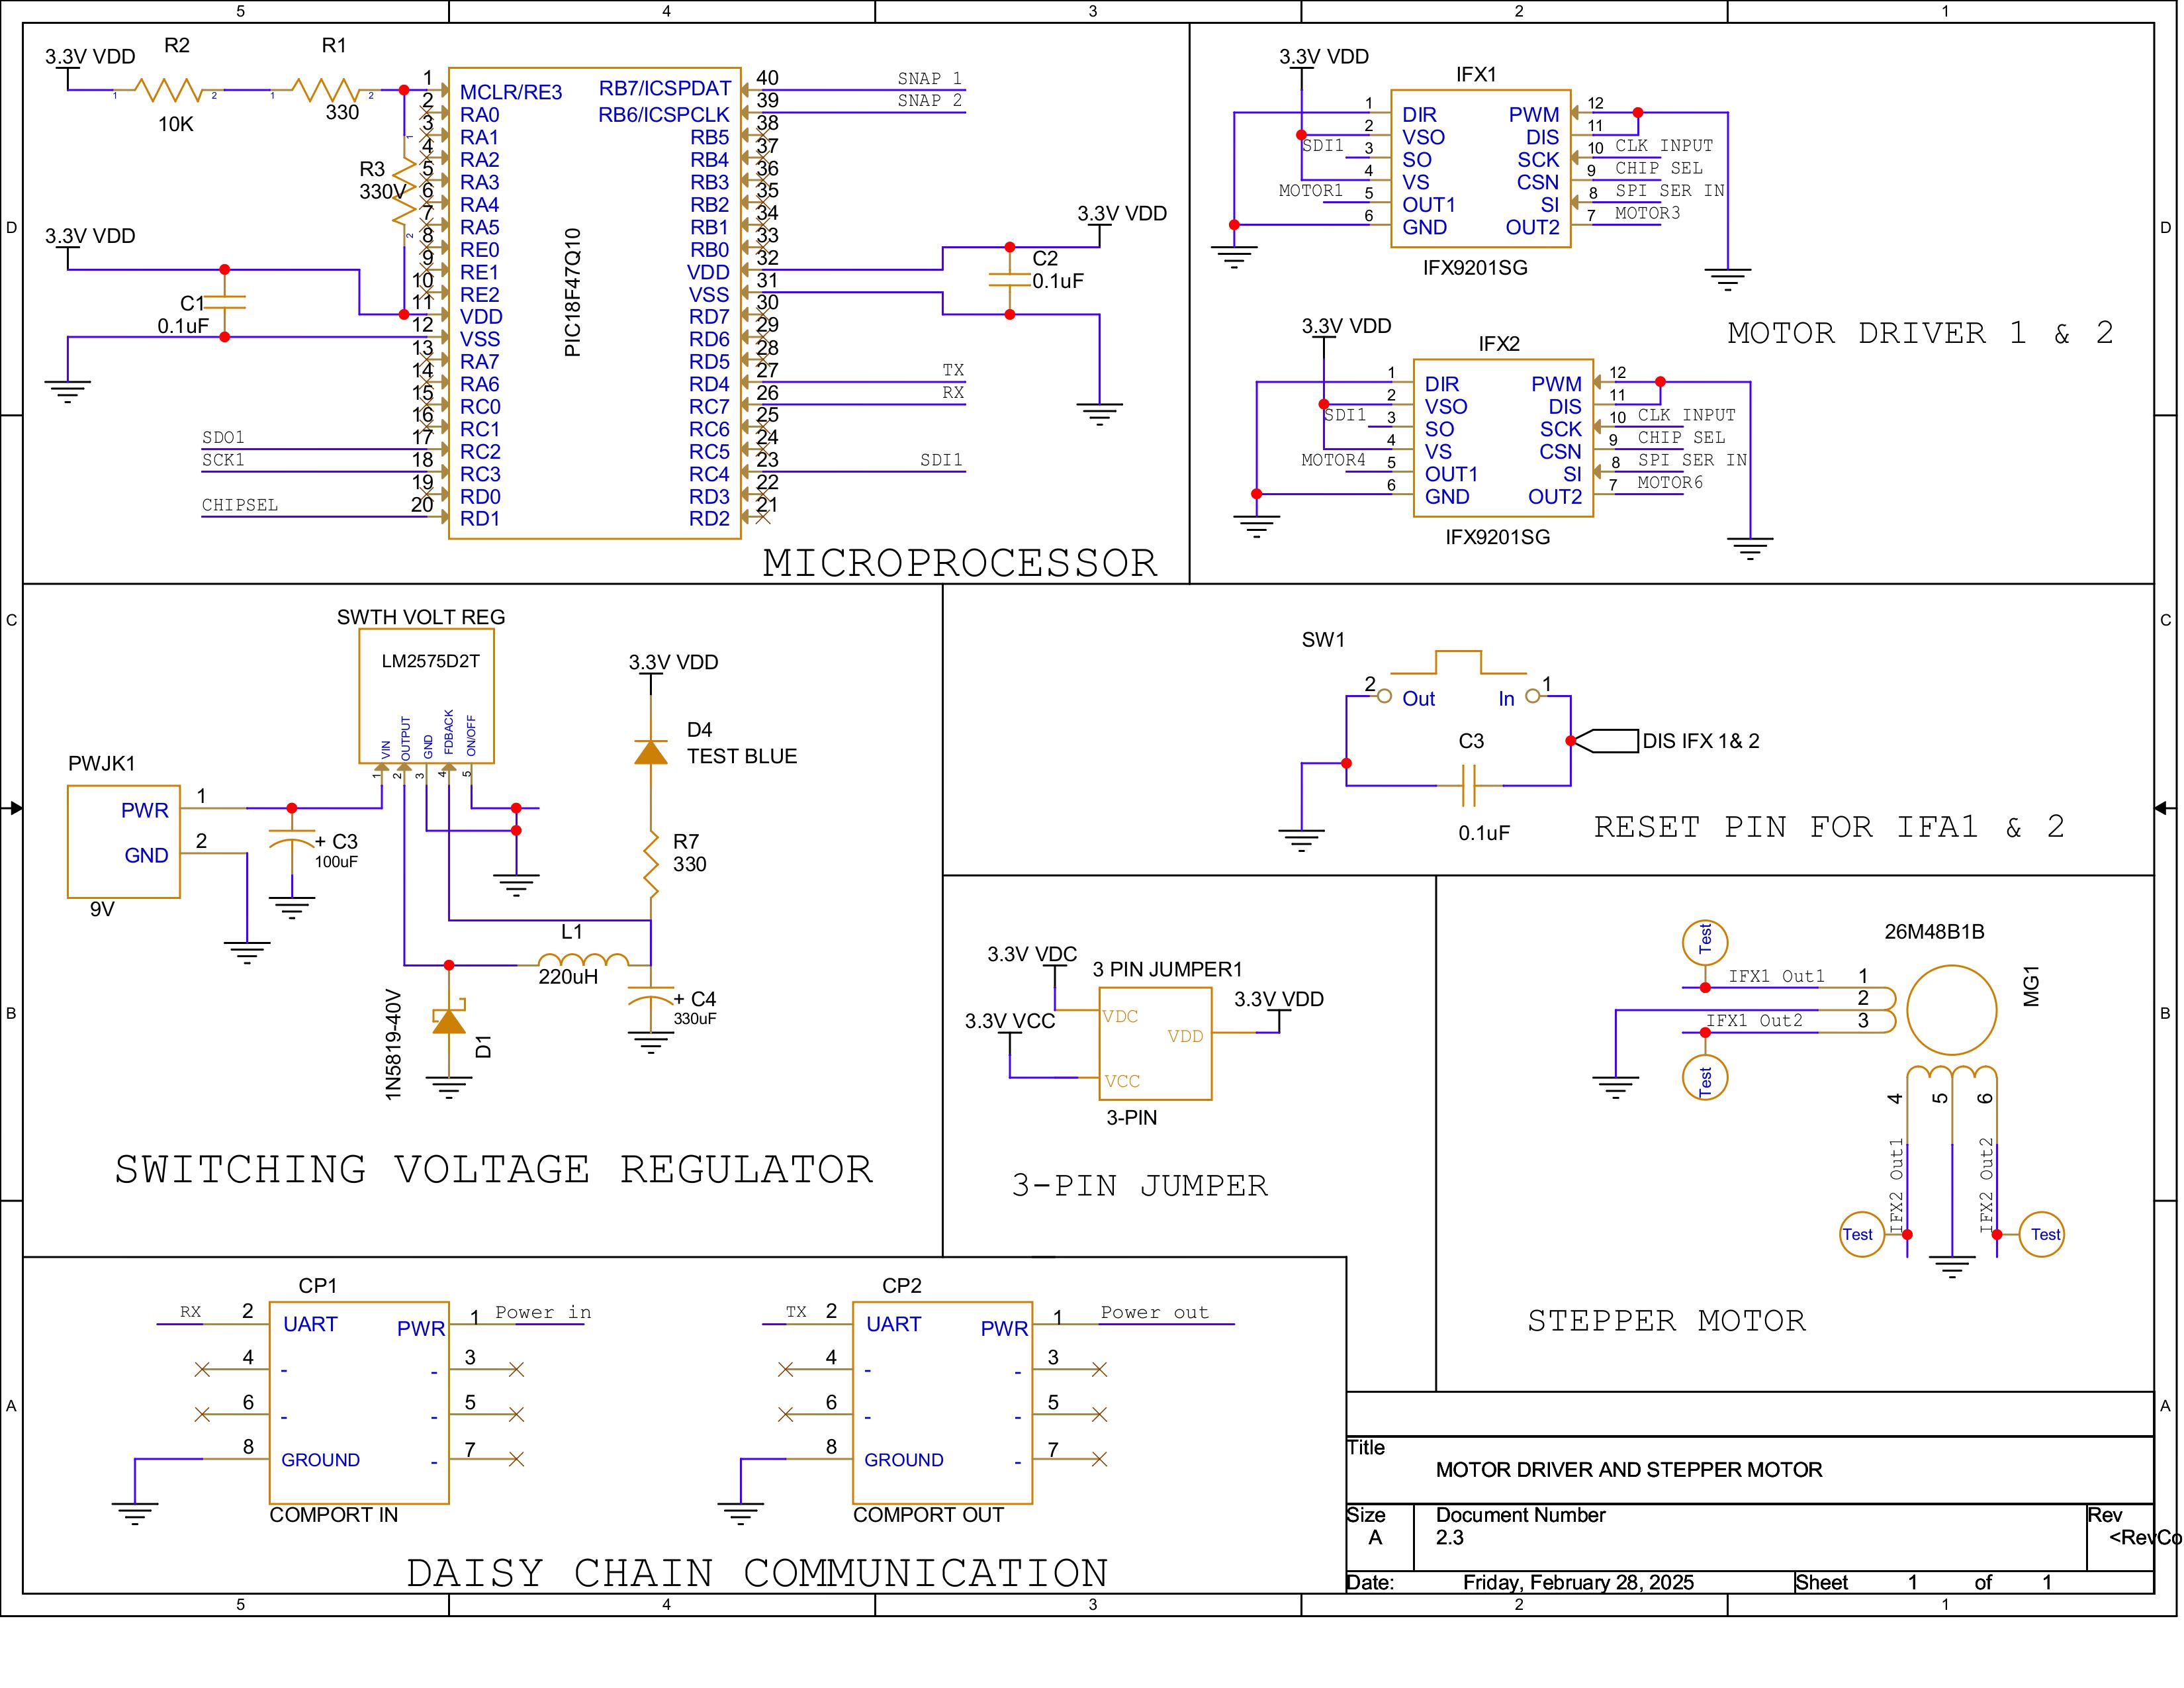 5 4 3 2 1
D
C
B
A
3.3V VDD
R2
10K
1 2
R1
330
1 2
R3
330V
1
2
3.3V VDD
C1
0.1uF
SDO1
SCK1
CHIPSEL
1 MCLR/RE3
2 RA0
3 RA1
4 RA2
5 RA3
6 RA4
7 RA5
8 RE0
9 RE1
10 RE2
11 VDD
12 VSS
13 RA7
14 RA6
15 RC0
16 RC1
17 RC2
18 RC3
19 RD0
20 RD1
PIC18F47Q10
RB7/ICSPDAT 40 SNAP 1
RB6/ICSPCLK 39 SNAP 2
RB5 38
RB4 37
RB3 36
RB2 35
RB1 34
RB0 33
VDD 32
VSS 31
RD7 30
RD6 29
RD5 28
RD4 27 TX
RC7 26 RX
RC6 25
RC5 24
RC4 23 SDI1
RD3 22
RD2 21
3.3V VDD
C2
0.1uF
MICROPROCESSOR
3.3V VDD
IFX1
1 DIR PWM 12
2 VSO DIS 11
SDI1 3 SO SCK 10 CLK INPUT
4 VS CSN 9 CHIP SEL
MOTOR1 5 OUT1 SI 8 SPI SER IN
6 GND OUT2 7 MOTOR3
IFX9201SG
3.3V VDD
IFX2
1 DIR PWM 12
2 VSO DIS 11
SDI1 3 SO SCK 10 CLK INPUT
4 VS CSN 9 CHIP SEL
MOTOR4 5 OUT1 SI 8 SPI SER IN
6 GND OUT2 7 MOTOR6
IFX9201SG
MOTOR DRIVER 1 & 2
SWTH VOLT REG
LM2575D2T
VIN OUTPUT GND FDBACK ON/OFF
1 2 3 4 5
PWJK1
PWR 1
GND 2
9V
+ C3
100uF
3.3V VDD
D4
TEST BLUE
R7
330
L1
220uH
+ C4
330uF
1N5819-40V
D1
SWITCHING VOLTAGE REGULATOR
SW1
2 Out In 1
C3
0.1uF
DIS IFX 1& 2
RESET PIN FOR IFA1 & 2
3.3V VDC
3 PIN JUMPER1
3.3V VDD
3.3V VCC
VDC
VDD
VCC
3-PIN
3-PIN JUMPER
26M48B1B
MG1
Test
IFX1 Out1 1
2
IFX1 Out2 3
Test
4 5 6
IFX2 Out1
IFX2 Out2
Test
Test
STEPPER MOTOR
CP1
RX 2 UART PWR 1 Power in
4 - - 3
6 - - 5
8 GROUND - 7
COMPORT IN
CP2
TX 2 UART PWR 1 Power out
4 - - 3
6 - - 5
8 GROUND - 7
COMPORT OUT
DAISY CHAIN COMMUNICATION
Title
MOTOR DRIVER AND STEPPER MOTOR
Size
A
Document Number
2.3
Rev
<RevCo
Date: Friday, February 28, 2025
Sheet 1 of 1
D
C
B
A
5 4 3 2 1